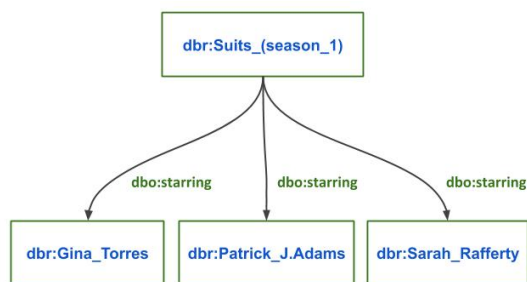 dbr:Suits_(season_1)
dbo:starring
dbo:starring
dbo:starring
dbr:Gina_Torres
dbr:Patrick_J.Adams
dbr:Sarah_Rafferty